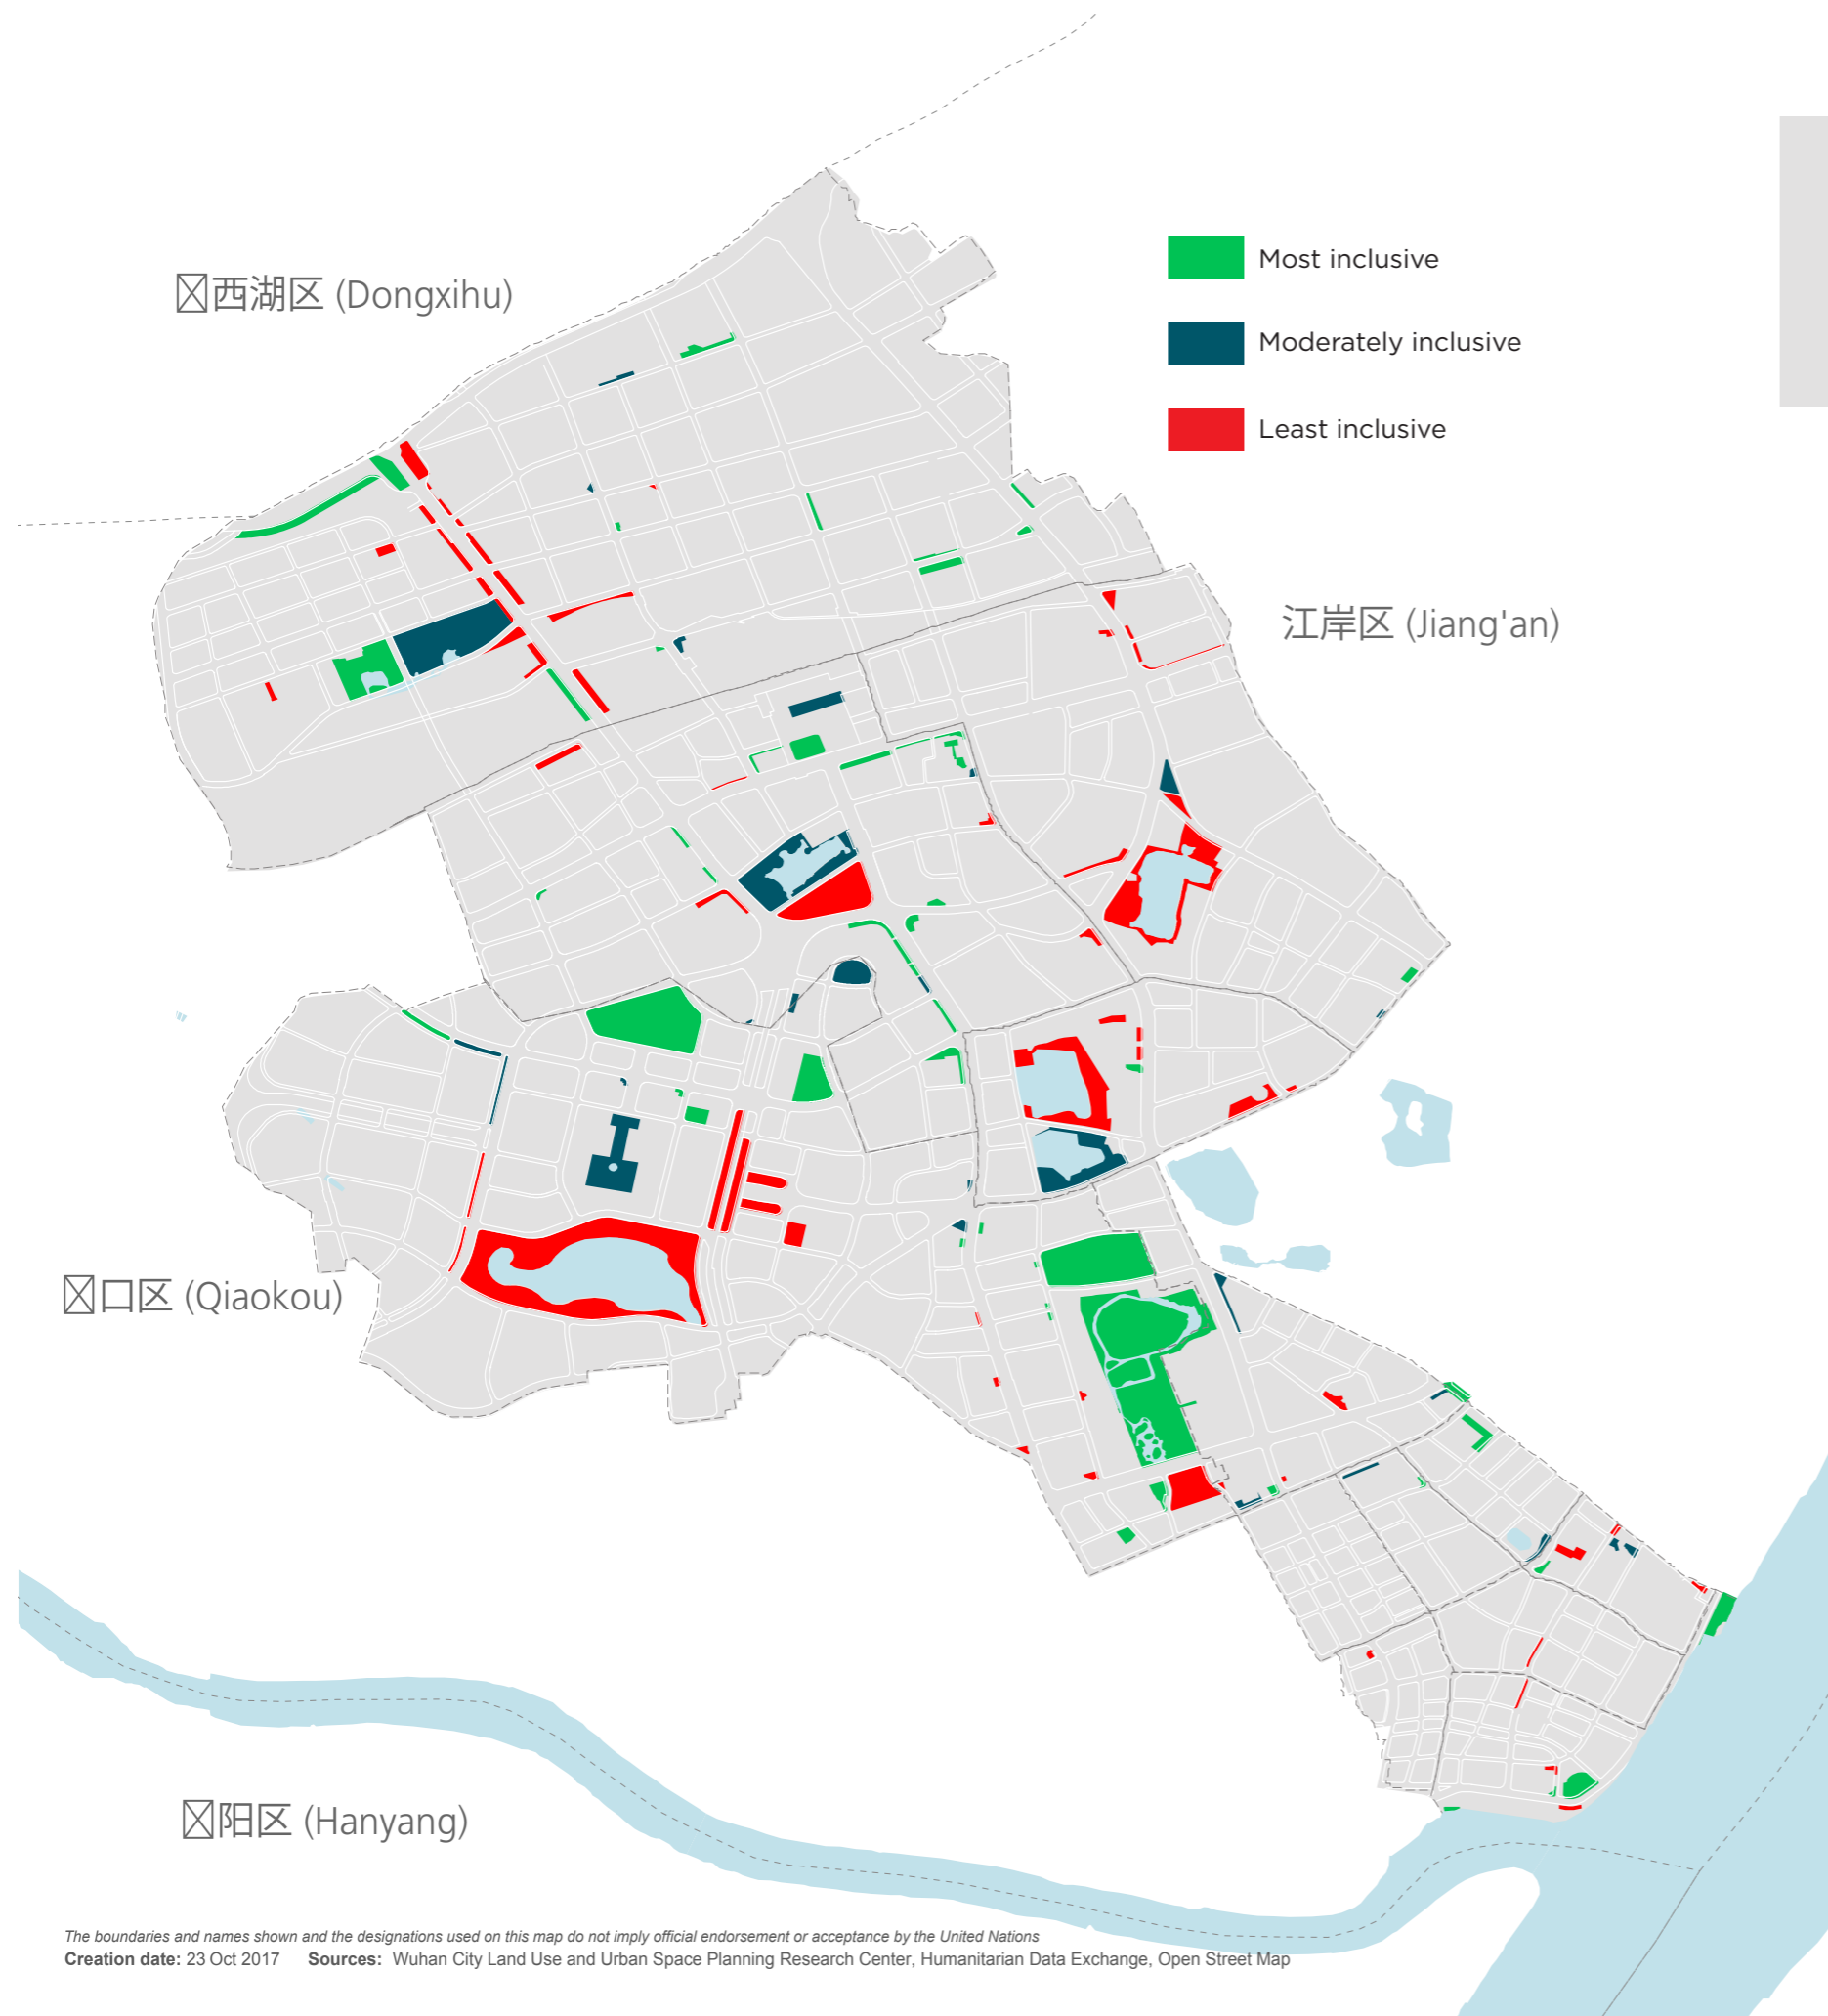 西湖区 (Dongxihu)
Most inclusive
Moderately inclusive
Least inclusive
江岸区 (Jiang'an)
口区 (Qiaokou)
阳区 (Hanyang)
The boundaries and names shown and the designations used on this map do not imply official endorsement or acceptance by the United Nations
Creation date: 23 Oct 2017 Sources: Wuhan City Land Use and Urban Space Planning Research Center, Humanitarian Data Exchange, Open Street Map